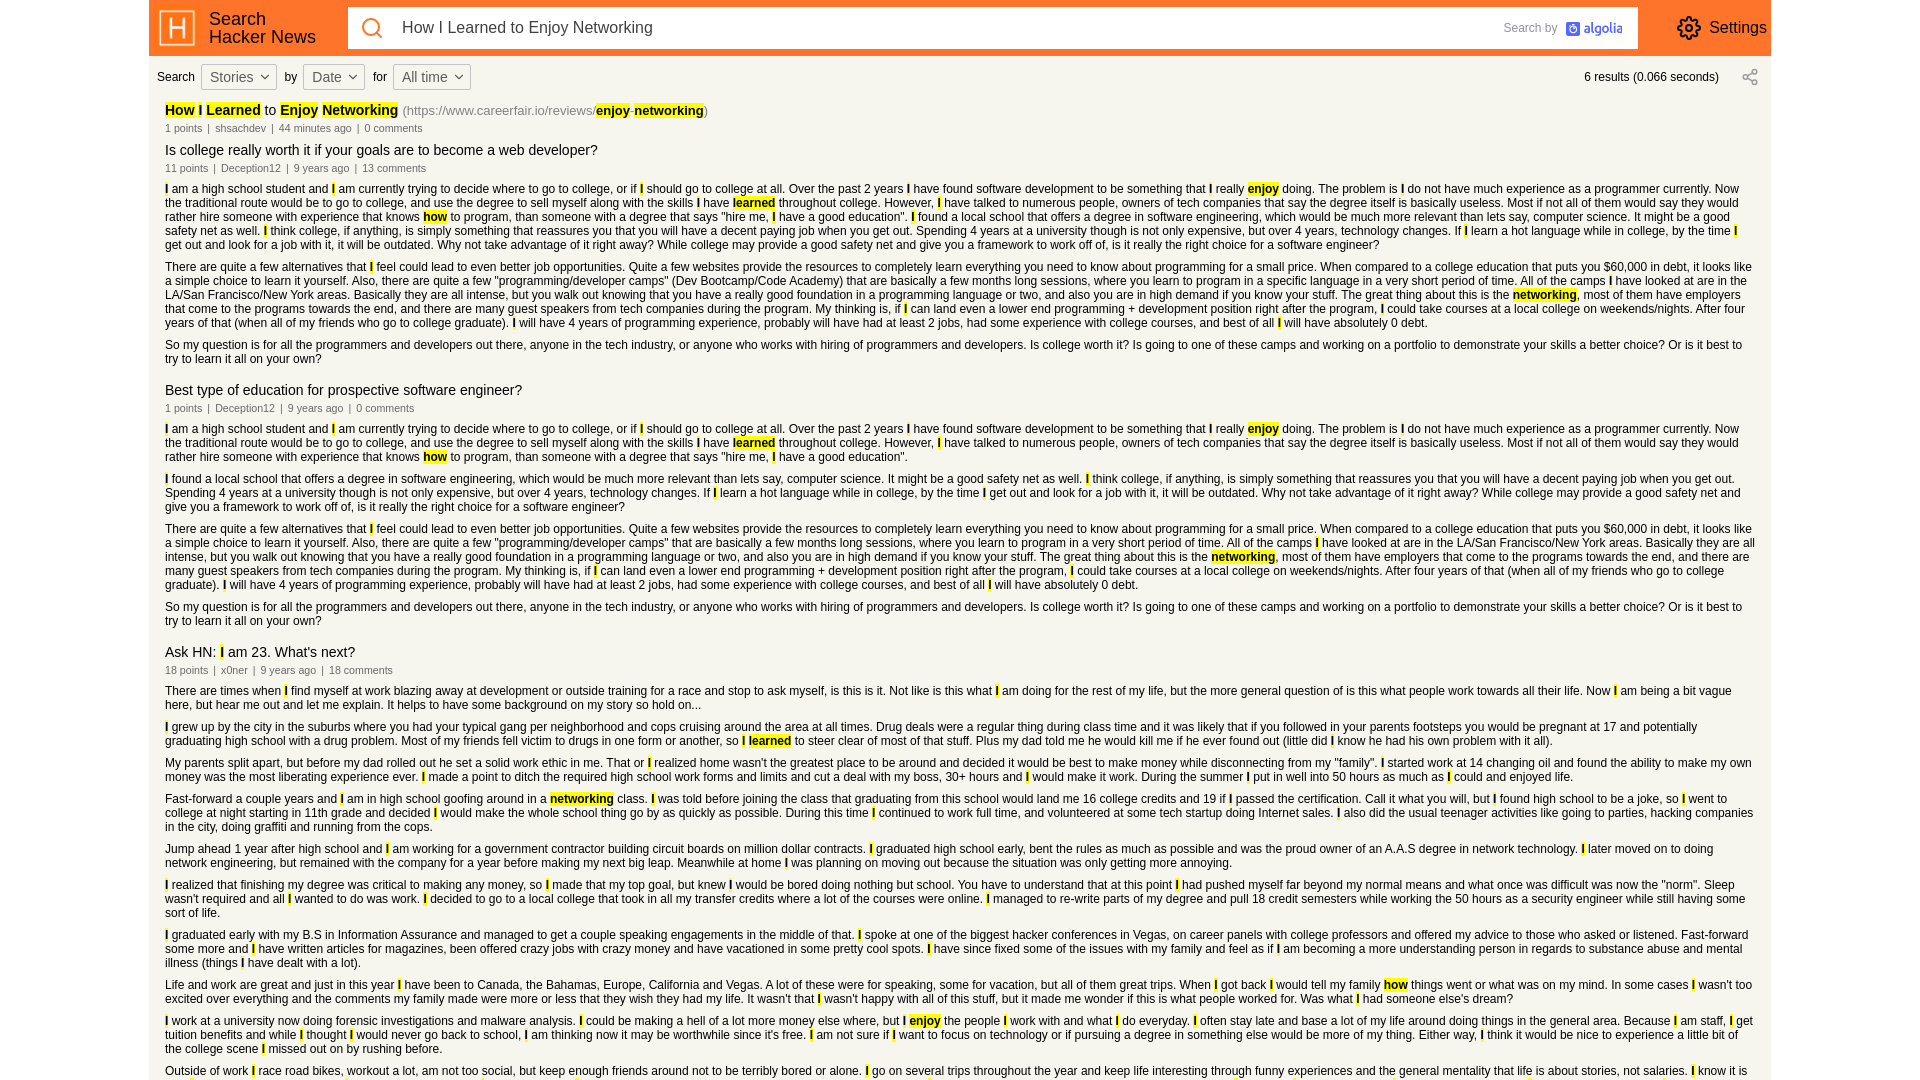 Search
Hacker News
How I Learned to Enjoy Networking
Search by algolia
Settings
Search Stories by Date for All time
6 results (0.066 seconds)
How I Learned to Enjoy Networking (https://www.careerfair.io/reviews/enjoy-networking)
1 points | shsachdev | 44 minutes ago | 0 comments
Is college really worth it if your goals are to become a web developer?
11 points | Deception12 | 9 years ago | 13 comments
I am a high school student and I am currently trying to decide where to go to college, or if I should go to college at all. Over the past 2 years I have found software development to be something that I really enjoy doing. The problem is I do not have much experience as a programmer currently. Now
the traditional route would be to go to college, and use the degree to sell myself along with the skills I have learned throughout college. However, I have talked to numerous people, owners of tech companies that say the degree itself is basically useless. Most if not all of them would say they would
rather hire someone with experience that knows how to program, than someone with a degree that says "hire me, I have a good education". I found a local school that offers a degree in software engineering, which would be much more relevant than lets say, computer science. It might be a good
safety net as well. I think college, if anything, is simply something that reassures you that you will have a decent paying job when you get out. Spending 4 years at a university though is not only expensive, but over 4 years, technology changes. If I learn a hot language while in college, by the time I
get out and look for a job with it, it will be outdated. Why not take advantage of it right away? While college may provide a good safety net and give you a framework to work off of, is it really the right choice for a software engineer?
There are quite a few alternatives that I feel could lead to even better job opportunities. Quite a few websites provide the resources to completely learn everything you need to know about programming for a small price. When compared to a college education that puts you $60,000 in debt, it looks like
a simple choice to learn it yourself. Also, there are quite a few "programming/developer camps" (Dev Bootcamp/Code Academy) that are basically a few months long sessions, where you learn to program in a specific language in a very short period of time. All of the camps I have looked at are in the
LA/San Francisco/New York areas. Basically they are all intense, but you walk out knowing that you have a really good foundation in a programming language or two, and also you are in high demand if you know your stuff. The great thing about this is the networking, most of them have employers
that come to the programs towards the end, and there are many guest speakers from tech companies during the program. My thinking is, if I can land even a lower end programming + development position right after the program, I could take courses at a local college on weekends/nights. After four
years of that (when all of my friends who go to college graduate). I will have 4 years of programming experience, probably will have had at least 2 jobs, had some experience with college courses, and best of all I will have absolutely 0 debt.
So my question is for all the programmers and developers out there, anyone in the tech industry, or anyone who works with hiring of programmers and developers. Is college worth it? Is going to one of these camps and working on a portfolio to demonstrate your skills a better choice? Or is it best to
try to learn it all on your own?
Best type of education for prospective software engineer?
1 points | Deception12 | 9 years ago | 0 comments
I am a high school student and I am currently trying to decide where to go to college, or if I should go to college at all. Over the past 2 years I have found software development to be something that I really enjoy doing. The problem is I do not have much experience as a programmer currently. Now
the traditional route would be to go to college, and use the degree to sell myself along with the skills I have learned throughout college. However, I have talked to numerous people, owners of tech companies that say the degree itself is basically useless. Most if not all of them would say they would
rather hire someone with experience that knows how to program, than someone with a degree that says "hire me, I have a good education".
I found a local school that offers a degree in software engineering, which would be much more relevant than lets say, computer science. It might be a good safety net as well. I think college, if anything, is simply something that reassures you that you will have a decent paying job when you get out.
Spending 4 years at a university though is not only expensive, but over 4 years, technology changes. If I learn a hot language while in college, by the time I get out and look for a job with it, it will be outdated. Why not take advantage of it right away? While college may provide a good safety net and
give you a framework to work off of, is it really the right choice for a software engineer?
There are quite a few alternatives that I feel could lead to even better job opportunities. Quite a few websites provide the resources to completely learn everything you need to know about programming for a small price. When compared to a college education that puts you $60,000 in debt, it looks like
a simple choice to learn it yourself. Also, there are quite a few "programming/developer camps" that are basically a few months long sessions, where you learn to program in a very short period of time. All of the camps I have looked at are in the LA/San Francisco/New York areas. Basically they are all
intense, but you walk out knowing that you have a really good foundation in a programming language or two, and also you are in high demand if you know your stuff. The great thing about this is the networking, most of them have employers that come to the programs towards the end, and there are
many guest speakers from tech companies during the program. My thinking is, if I can land even a lower end programming + development position right after the program, I could take courses at a local college on weekends/nights. After four years of that (when all of my friends who go to college
graduate). I will have 4 years of programming experience, probably will have had at least 2 jobs, had some experience with college courses, and best of all I will have absolutely 0 debt.
So my question is for all the programmers and developers out there, anyone in the tech industry, or anyone who works with hiring of programmers and developers. Is college worth it? Is going to one of these camps and working on a portfolio to demonstrate your skills a better choice? Or is it best to
try to learn it all on your own?
Ask HN: I am 23. What's next?
18 points | x0ner | 9 years ago | 18 comments
There are times when I find myself at work blazing away at development or outside training for a race and stop to ask myself, is this is it. Not like is this what I am doing for the rest of my life, but the more general question of is this what people work towards all their life. Now I am being a bit vague
here, but hear me out and let me explain. It helps to have some background on my story so hold on...
I grew up by the city in the suburbs where you had your typical gang per neighborhood and cops cruising around the area at all times. Drug deals were a regular thing during class time and it was likely that if you followed in your parents footsteps you would be pregnant at 17 and potentially
graduating high school with a drug problem. Most of my friends fell victim to drugs in one form or another, so I learned to steer clear of most of that stuff. Plus my dad told me he would kill me if he ever found out (little did I know he had his own problem with it all).
My parents split apart, but before my dad rolled out he set a solid work ethic in me. That or I realized home wasn't the greatest place to be around and decided it would be best to make money while disconnecting from my "family". I started work at 14 changing oil and found the ability to make my own
money was the most liberating experience ever. I made a point to ditch the required high school work forms and limits and cut a deal with my boss, 30+ hours and I would make it work. During the summer I put in well into 50 hours as much as I could and enjoyed life.
Fast-forward a couple years and I am in high school goofing around in a networking class. I was told before joining the class that graduating from this school would land me 16 college credits and 19 if I passed the certification. Call it what you will, but I found high school to be a joke, so I went to
college at night starting in 11th grade and decided I would make the whole school thing go by as quickly as possible. During this time I continued to work full time, and volunteered at some tech startup doing Internet sales. I also did the usual teenager activities like going to parties, hacking companies
in the city, doing graffiti and running from the cops.
Jump ahead 1 year after high school and I am working for a government contractor building circuit boards on million dollar contracts. I graduated high school early, bent the rules as much as possible and was the proud owner of an A.A.S degree in network technology. I later moved on to doing
network engineering, but remained with the company for a year before making my next big leap. Meanwhile at home I was planning on moving out because the situation was only getting more annoying.
I realized that finishing my degree was critical to making any money, so I made that my top goal, but knew I would be bored doing nothing but school. You have to understand that at this point I had pushed myself far beyond my normal means and what once was difficult was now the "norm". Sleep
wasn't required and all I wanted to do was work. I decided to go to a local college that took in all my transfer credits where a lot of the courses were online. I managed to re-write parts of my degree and pull 18 credit semesters while working the 50 hours as a security engineer while still having some
sort of life.
I graduated early with my B.S in Information Assurance and managed to get a couple speaking engagements in the middle of that. I spoke at one of the biggest hacker conferences in Vegas, on career panels with college professors and offered my advice to those who asked or listened. Fast-forward
some more and I have written articles for magazines, been offered crazy jobs with crazy money and have vacationed in some pretty cool spots. I have since fixed some of the issues with my family and feel as if I am becoming a more understanding person in regards to substance abuse and mental
illness (things I have dealt with a lot).
Life and work are great and just in this year I have been to Canada, the Bahamas, Europe, California and Vegas. A lot of these were for speaking, some for vacation, but all of them great trips. When I got back I would tell my family how things went or what was on my mind. In some cases I wasn't too
excited over everything and the comments my family made were more or less that they wish they had my life. It wasn't that I wasn't happy with all of this stuff, but it made me wonder if this is what people worked for. Was what I had someone else's dream?
I work at a university now doing forensic investigations and malware analysis. I could be making a hell of a lot more money else where, but I enjoy the people I work with and what I do everyday. I often stay late and base a lot of my life around doing things in the general area. Because I am staff, I get
tuition benefits and while I thought I would never go back to school, I am thinking now it may be worthwhile since it's free. I am not sure if I want to focus on technology or if pursuing a degree in something else would be more of my thing. Either way, I think it would be nice to experience a little bit of
the college scene I missed out on by rushing before.
Outside of work I race road bikes, workout a lot, am not too social, but keep enough friends around not to be terribly bored or alone. I go on several trips throughout the year and keep life interesting through funny experiences and the general mentality that life is about stories, not salaries. I know it is